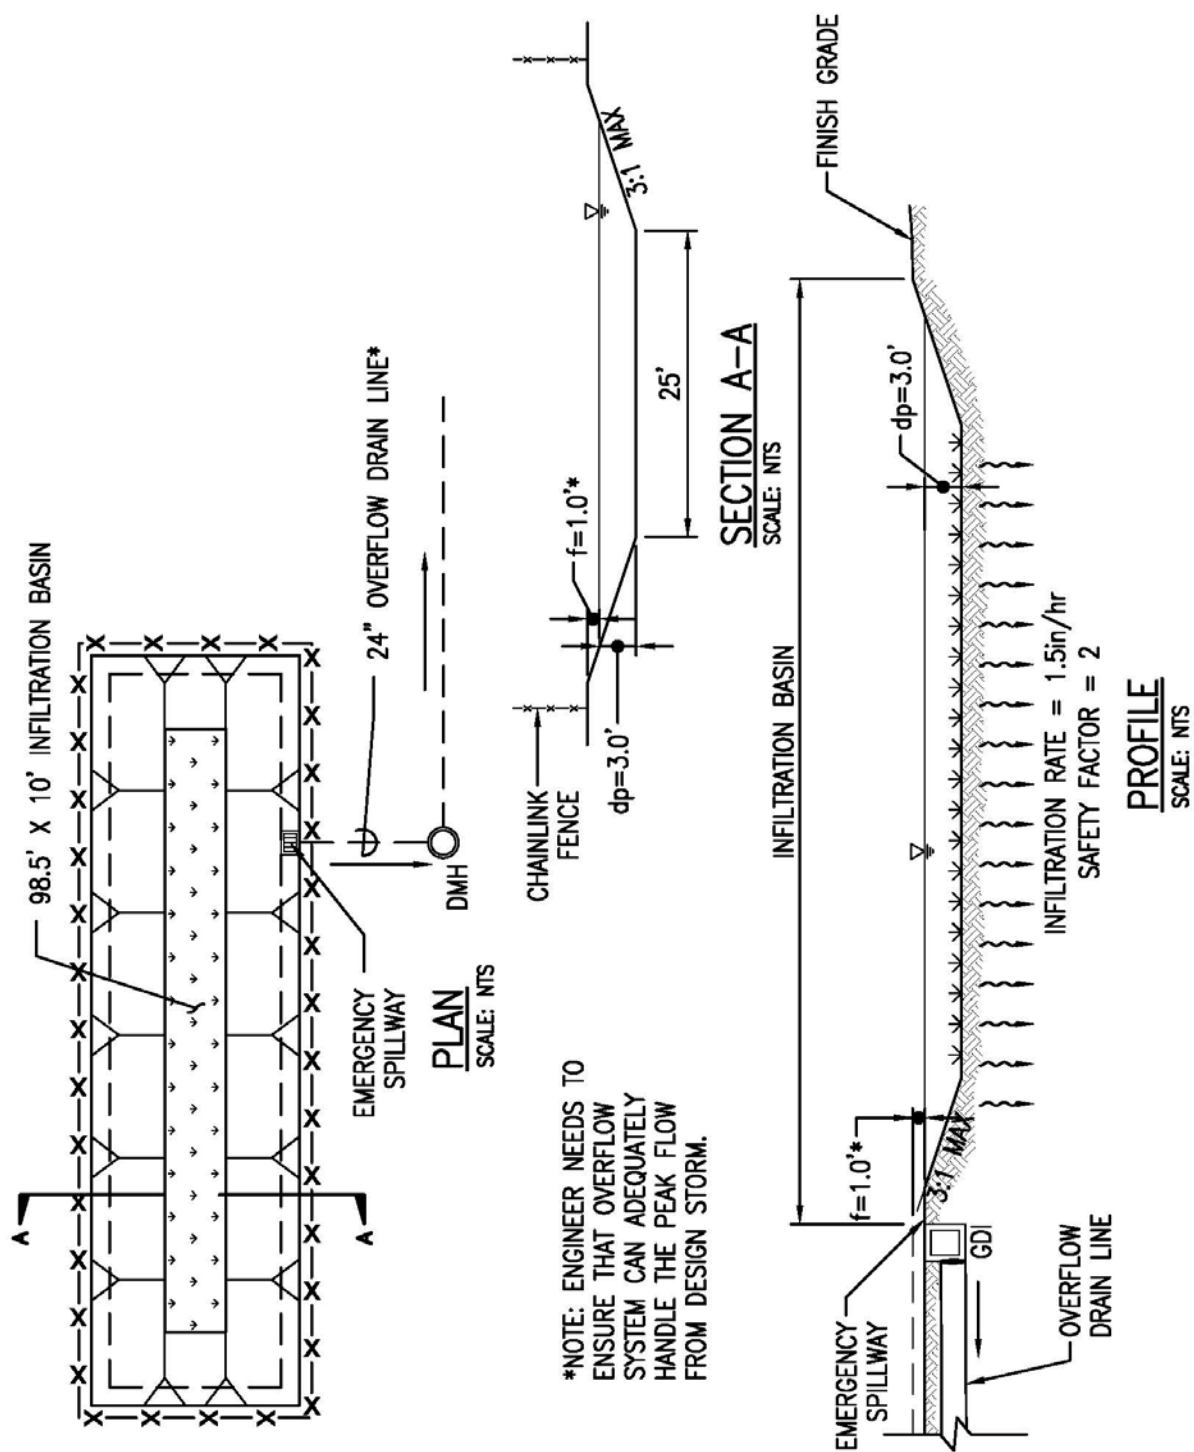 98.5' X 10' INFILTRATION BASIN
A
A
24" OVERFLOW DRAIN LINE*
DMH
EMERGENCY
SPILLWAY
PLAN
SCALE: NTS
*NOTE: ENGINEER NEEDS TO
ENSURE THAT OVERFLOW
SYSTEM CAN ADEQUATELY
HANDLE THE PEAK FLOW
FROM DESIGN STORM.
CHAINLINK
FENCE
f=1.0'*
dp=3.0'
3:1 MAX
25'
SECTION A-A
SCALE: NTS
INFILTRATION BASIN
FINISH GRADE
f=1.0'*
3:1 MAX
dp=3.0'
EMERGENCY
SPILLWAY
GDI
OVERFLOW
DRAIN LINE
INFILTRATION RATE = 1.5in/hr
SAFETY FACTOR = 2
PROFILE
SCALE: NTS